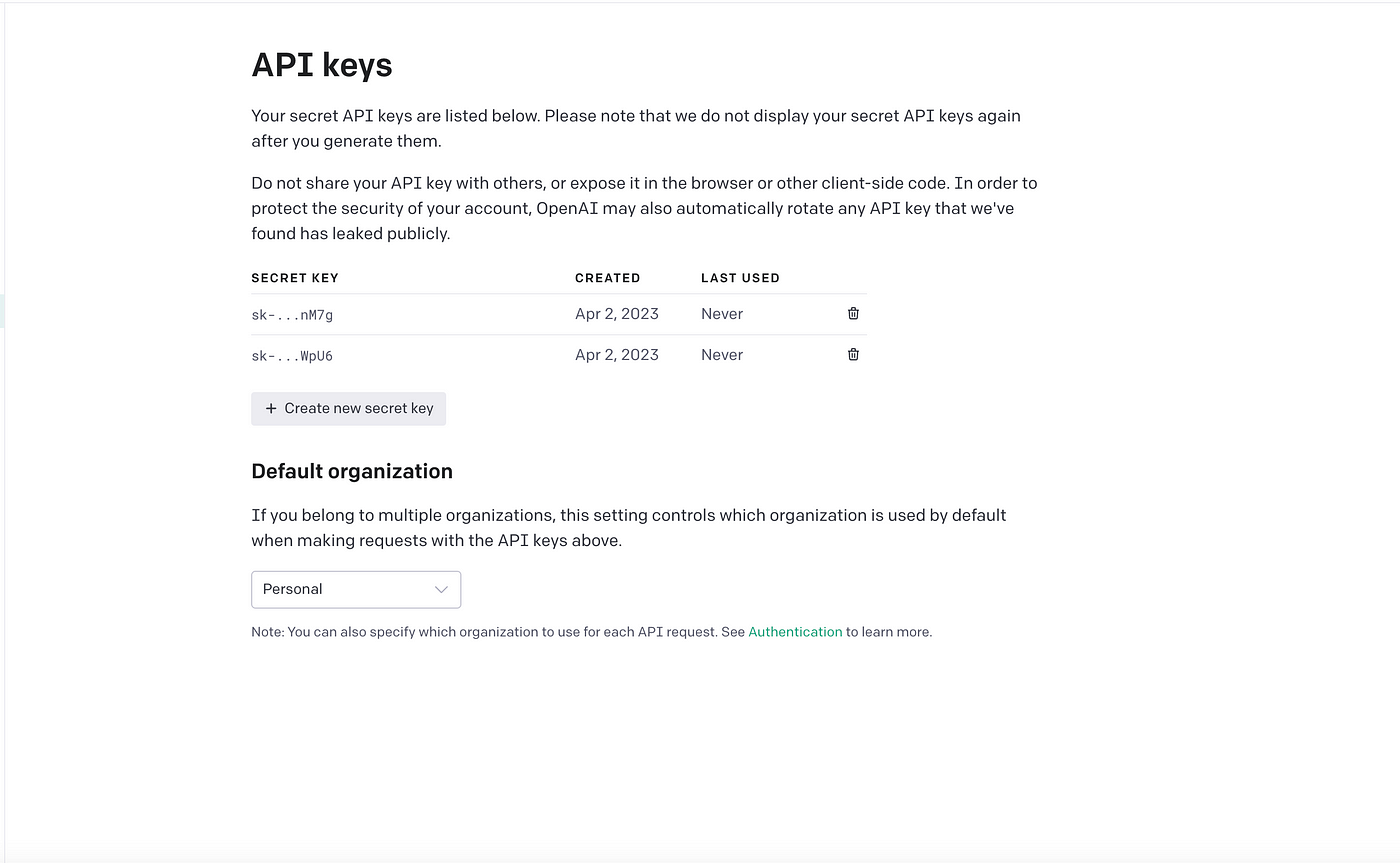 API keys
Your secret API keys are listed below. Please note that we do not display your secret API keys again
after you generate them.
Do not share your API key with others, or expose it in the browser or other client-side code. In order to
protect the security of your account, OpenAI may also automatically rotate any API key that we've
found has leaked publicly.
SECRET KEY CREATED LAST USED
sk-...nM7g Apr 2, 2023 Never
sk-...WpU6 Apr 2, 2023 Never
+ Create new secret key
Default organization
If you belong to multiple organizations, this setting controls which organization is used by default
when making requests with the API keys above.
Personal
Note: You can also specify which organization to use for each API request. See Authentication to learn more.